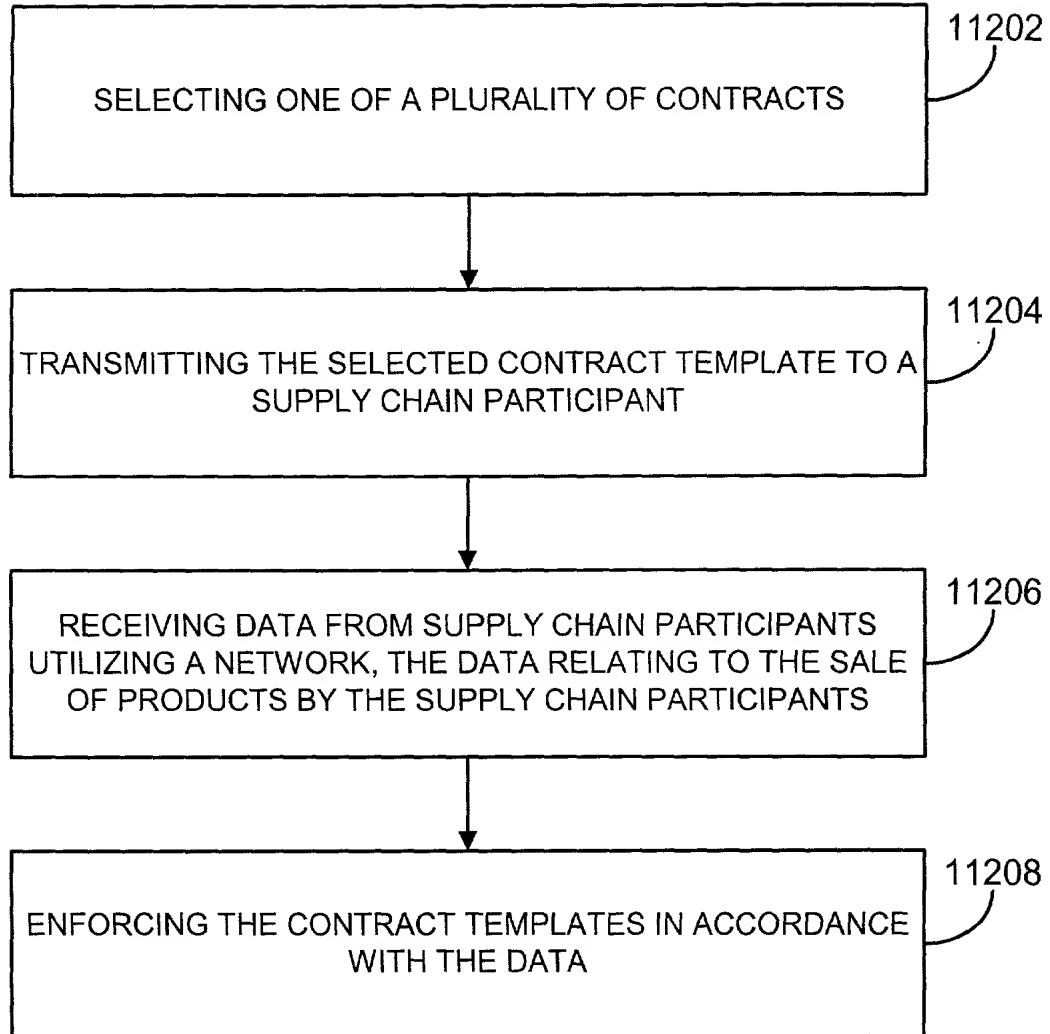 11202
SELECTING ONE OF A PLURALITY OF CONTRACTS
11204
TRANSMITTING THE SELECTED CONTRACT TEMPLATE TO A
SUPPLY CHAIN PARTICIPANT
11206
RECEIVING DATA FROM SUPPLY CHAIN PARTICIPANTS
UTILIZING A NETWORK, THE DATA RELATING TO THE SALE
OF PRODUCTS BY THE SUPPLY CHAIN PARTICIPANTS
11208
ENFORCING THE CONTRACT TEMPLATES IN ACCORDANCE
WITH THE DATA